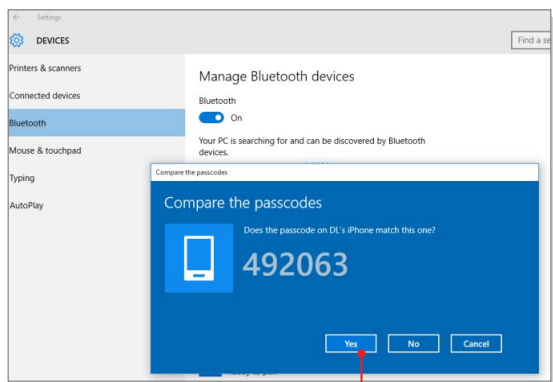 Settings
DEVICES
Find a se
Printers & scanners
Connected devices
Bluetooth
Mouse & touchpad
Typing
AutoPlay
Manage Bluetooth devices
Bluetooth
On
Your PC is searching for and can be discovered by Bluetooth
devices.
Compare the passcodes
Compare the passcodes
Does the passcode on DL's iPhone match this one?
492063
Yes No Cancel